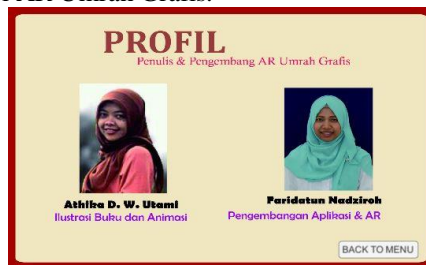 PROFIL
Penulis & Pengembang AR Umrah Grafis
Athika D. W. Utami
Ilustrasi Buku dan Animasi
Faridatun Nadziroh
Pengembangan Aplikasi & AR
BACK TO MENU